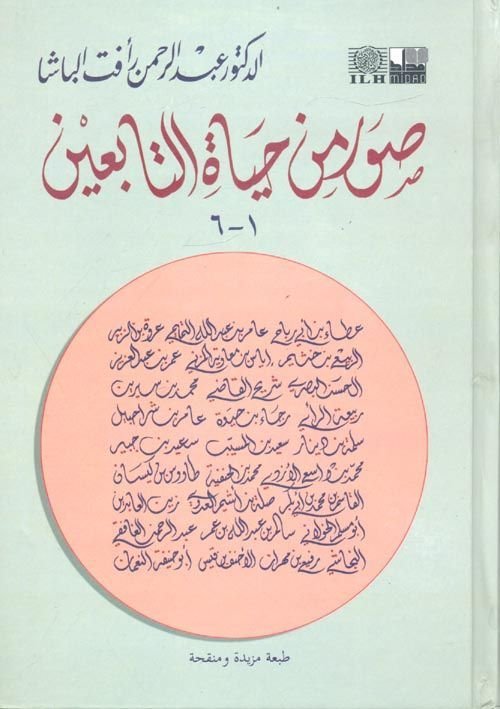 الدكتور عبد الرحمن رأفت الباشا
ILH MIDAD
صور من حياة التابعين
١-٦
عطاء بن أبي رباح عامر بن عبد الله التميمي عروة بن الزبير
الربيع بن خثيم إياس بن معاوية المزني عمر بن عبد العزيز
الحسن البصري شريح القاضي محمد بن سيرين
ربيعة الرأي رجاء بن حيوة عامر بن شراحبيل
سلمة بن دينار سعيد بن المسيب سعيد بن جبير
محمد بن واسع الأزدي محمد بن الحنفية طاووس بن كيسان
القاسم بن محمد بن أبي بكر صلة بن أشيم العدوي زين العابدين
أبو مسلم الخولاني سالم بن عبد الله بن عمر عبد الرحمن الغافقي
النجاشي رفيع بن مهران الأحنف بن قيس أبو حنيفة النعمان
طبعة مزيدة ومنقحة